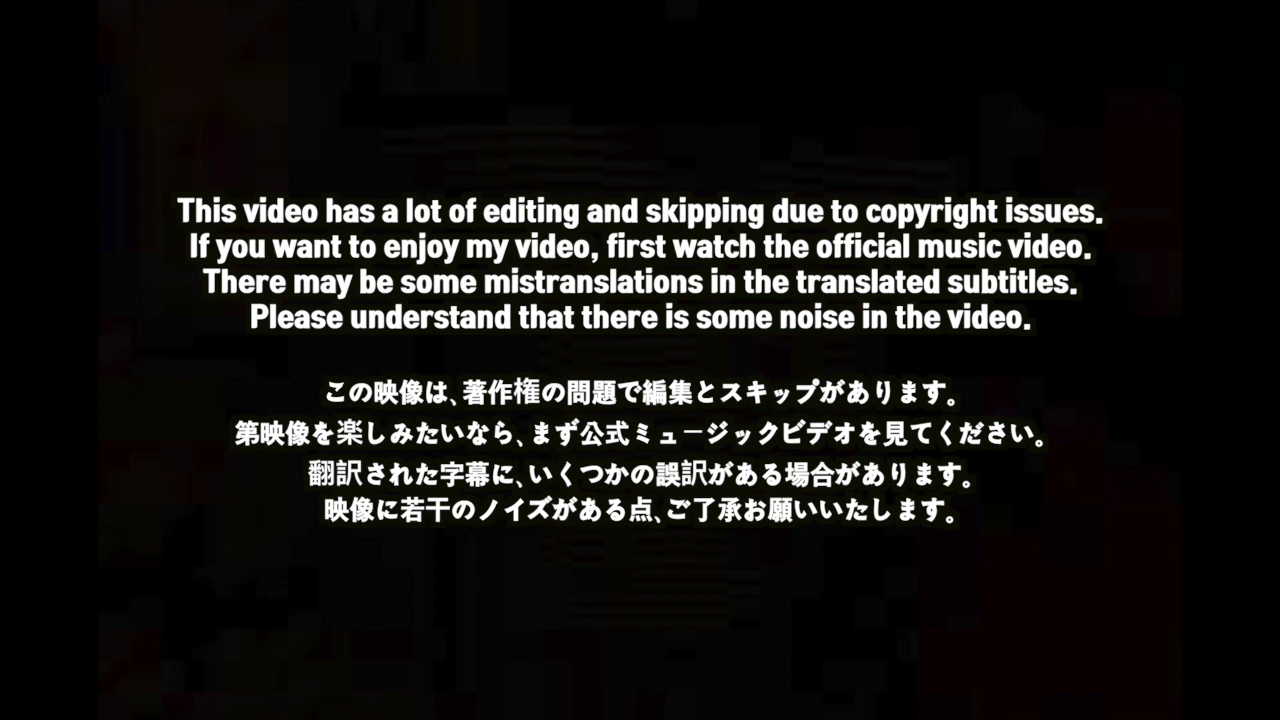 This video has a lot of editing and skipping due to copyright issues.
If you want to enjoy my video, first watch the official music video.
There may be some mistranslations in the translated subtitles.
Please understand that there is some noise in the video.
この映像は、著作権の問題で編集とスキップがあります。
第映像を楽しみたいなら、まず公式ミュージックビデオを見てください。
翻訳された字幕に、いくつかの誤訳がある場合があります。
映像に若干のノイズがある点、ご了承お願いいたします。